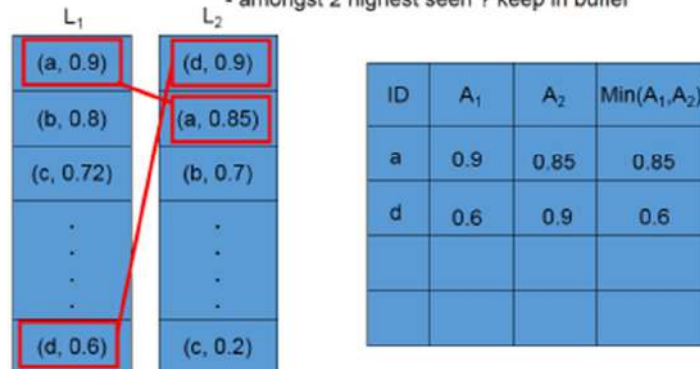 - amongst 2 highest seen ? keep in buffer
L₁ L₂
(a, 0.9) (d, 0.9)
(b, 0.8) (a, 0.85)
(c, 0.72) (b, 0.7)
. .
. .
. .
. .
(d, 0.6) (c, 0.2)
ID A₁ A₂ Min(A₁,A₂)
a 0.9 0.85 0.85
d 0.6 0.9 0.6